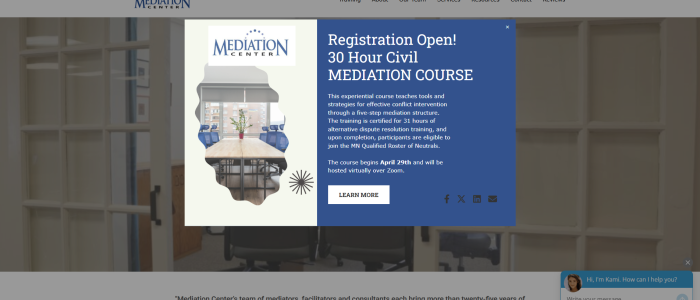 MEDIATION
CENTER
Training About Our Team Services Resources Contact Reviews
×
MEDIATION
CENTER
Registration Open!
30 Hour Civil
MEDIATION COURSE
This experiential course teaches tools and
strategies for effective conflict intervention
through a five-step mediation structure.
The training is certified for 31 hours of
alternative dispute resolution training, and
upon completion, participants are eligible to
join the MN Qualified Roster of Neutrals.
The course begins April 29th and will be
hosted virtually over Zoom.
LEARN MORE
×
Hi, I'm Kami. How can I help you?
"Mediation Center's team of mediators, facilitators and consultants each bring more than twenty-five years of